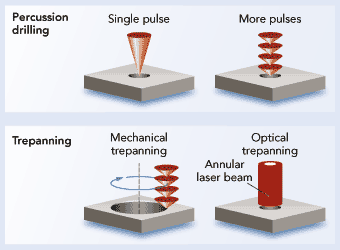 Percussion
drilling
Single pulse
More pulses
Trepanning
Mechanical
trepanning
Optical
trepanning
Annular
laser beam